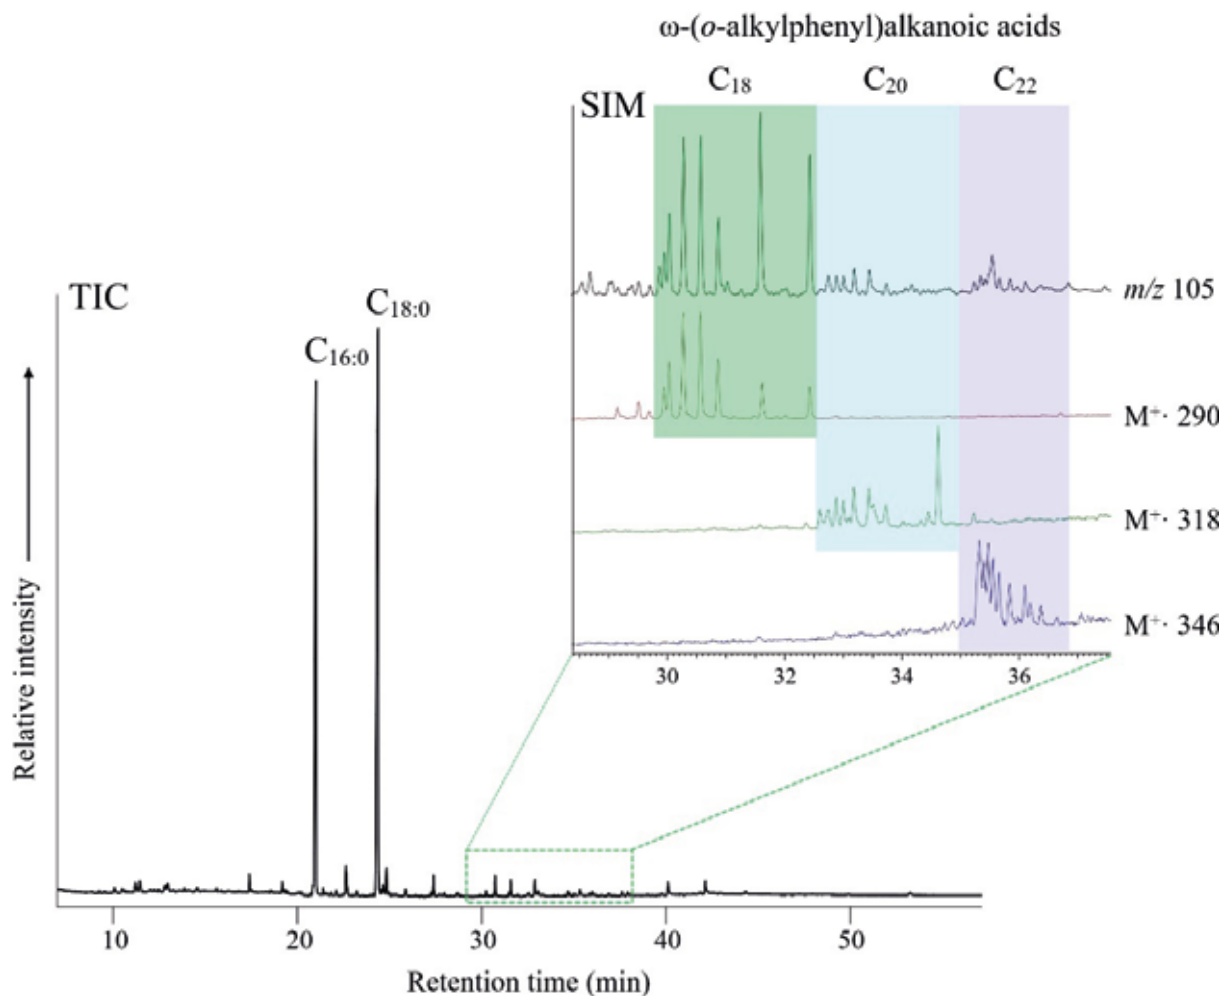 ω-(o-alkylphenyl)alkanoic acids
C₁₈ C₂₀ C₂₂
SIM
TIC
C₁₆:₀
C₁₈:₀
m/z 105
M⁺· 290
M⁺· 318
M⁺· 346
30 32 34 36
Relative intensity
10 20 30 40 50
Retention time (min)